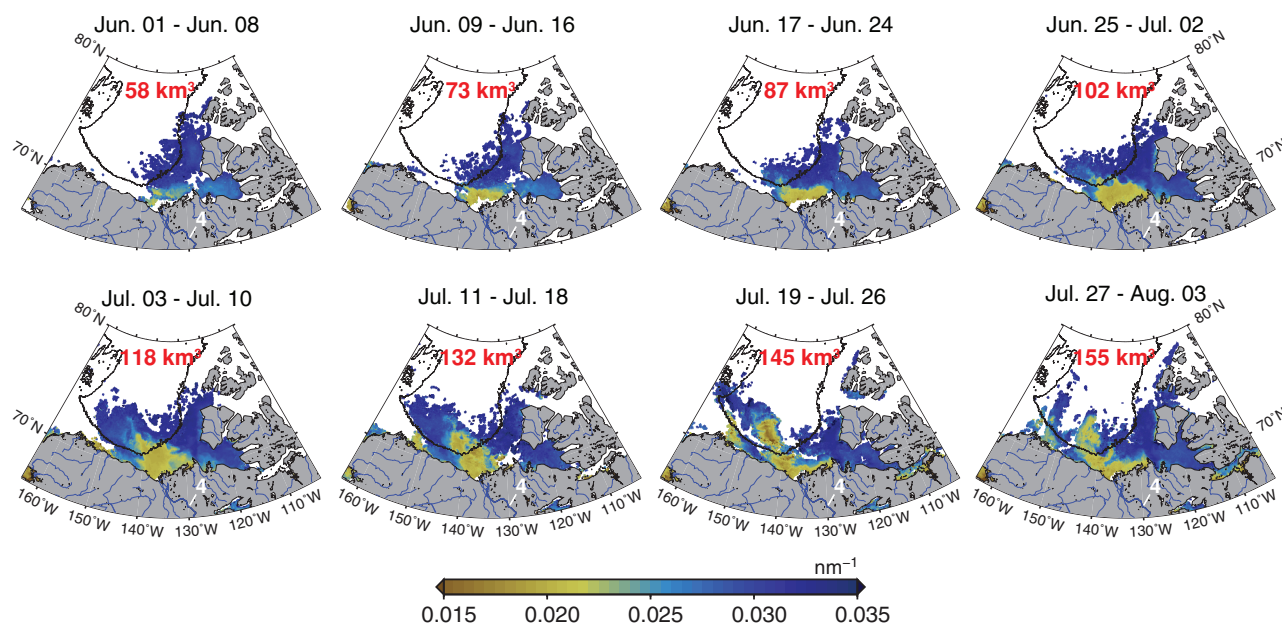 Jun. 01 - Jun. 08 Jun. 09 - Jun. 16 Jun. 17 - Jun. 24 Jun. 25 - Jul. 02
80˚N 80˚N
58 km³ 73 km³ 87 km³ 102 km³
70˚N 70˚N
4 4 4 4
Jul. 03 - Jul. 10 Jul. 11 - Jul. 18 Jul. 19 - Jul. 26 Jul. 27 - Aug. 03
80˚N 80˚N
118 km³ 132 km³ 145 km³ 155 km³
70˚N 70˚N
4 4 4 4
160˚W 150˚W 140˚W 130˚W 120˚W 110˚W 160˚W 150˚W 140˚W 130˚W 120˚W 110˚W 160˚W 150˚W 140˚W 130˚W 120˚W 110˚W 160˚W 150˚W 140˚W 130˚W 120˚W 110˚W
nm⁻¹
0.015 0.020 0.025 0.030 0.035